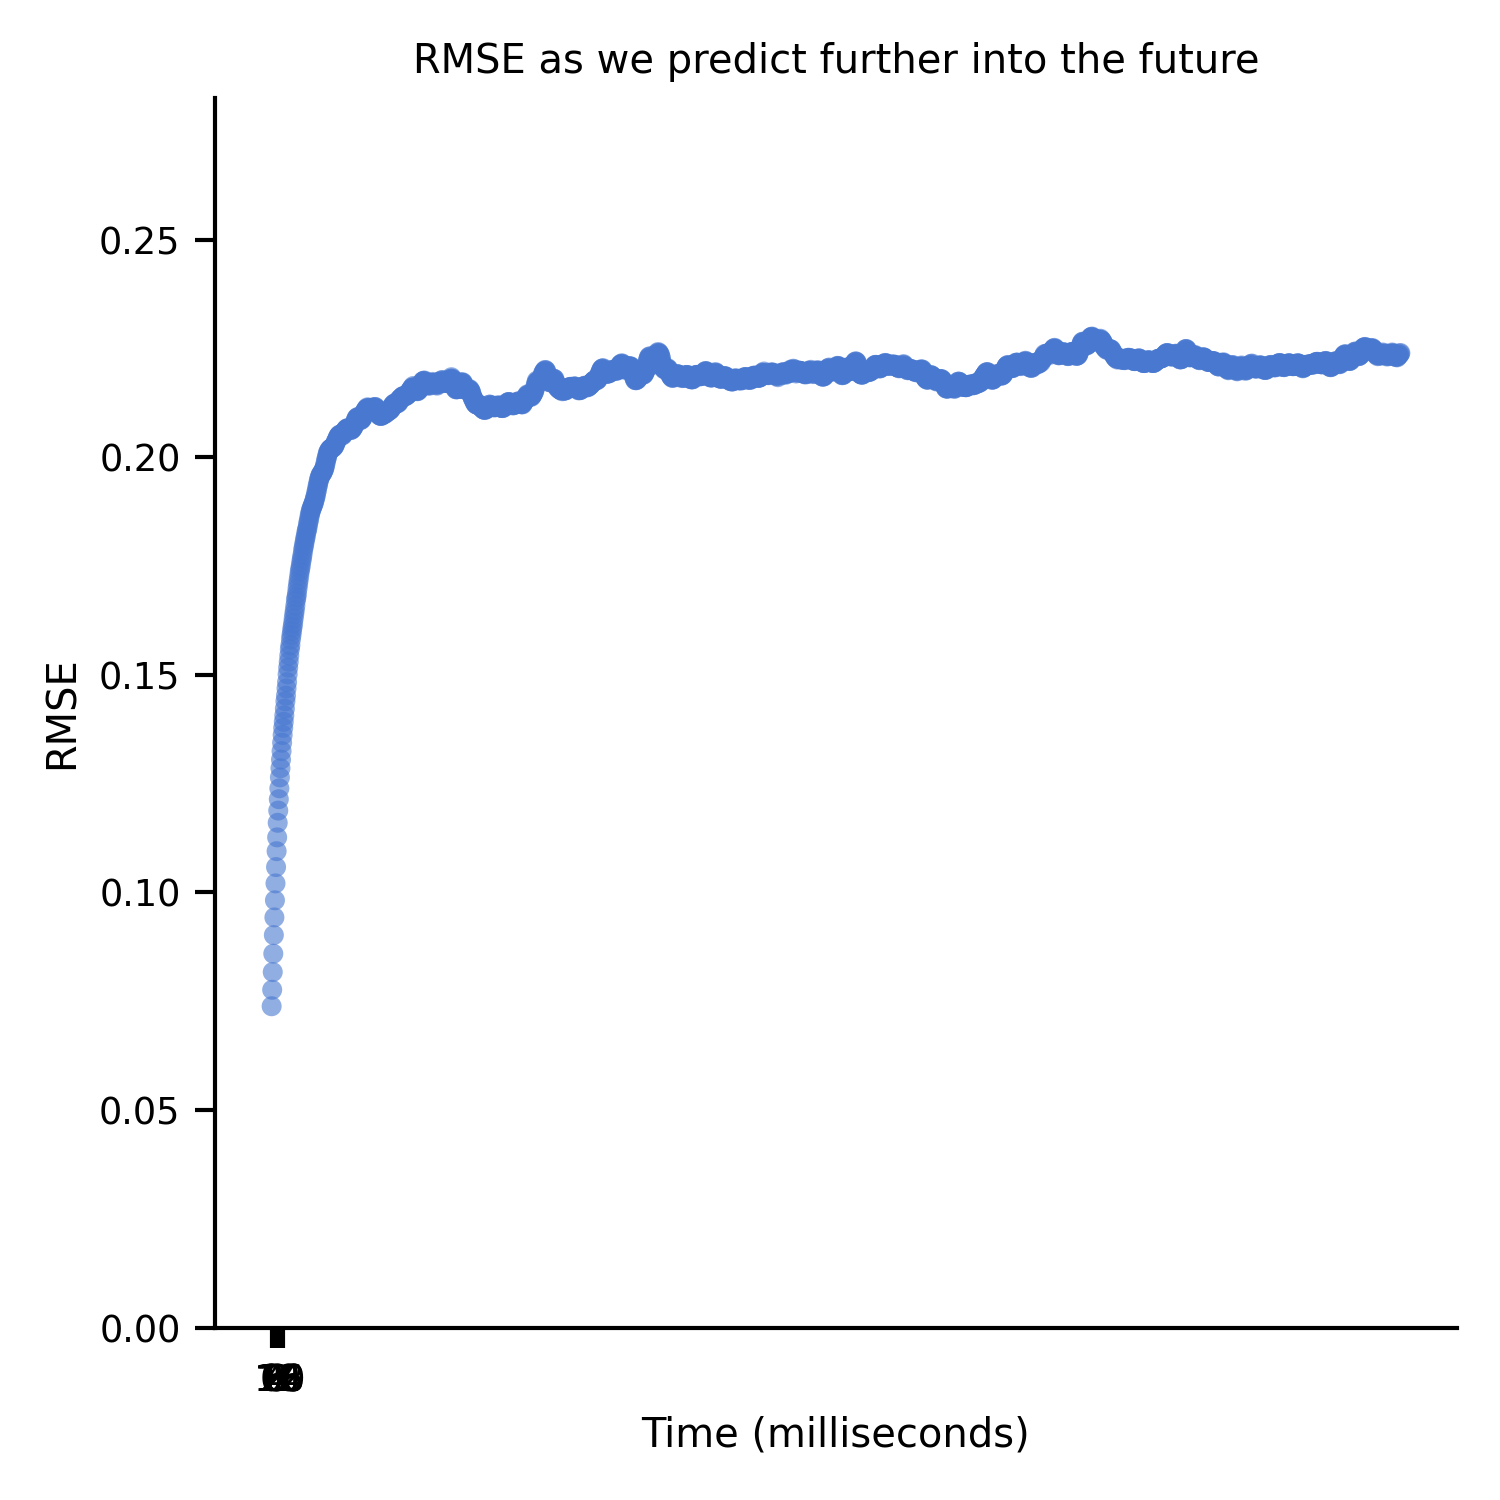 RMSE as we predict further into the future
0.25
0.20
0.15
0.10
0.05
0.00
RMSE
Time (milliseconds)